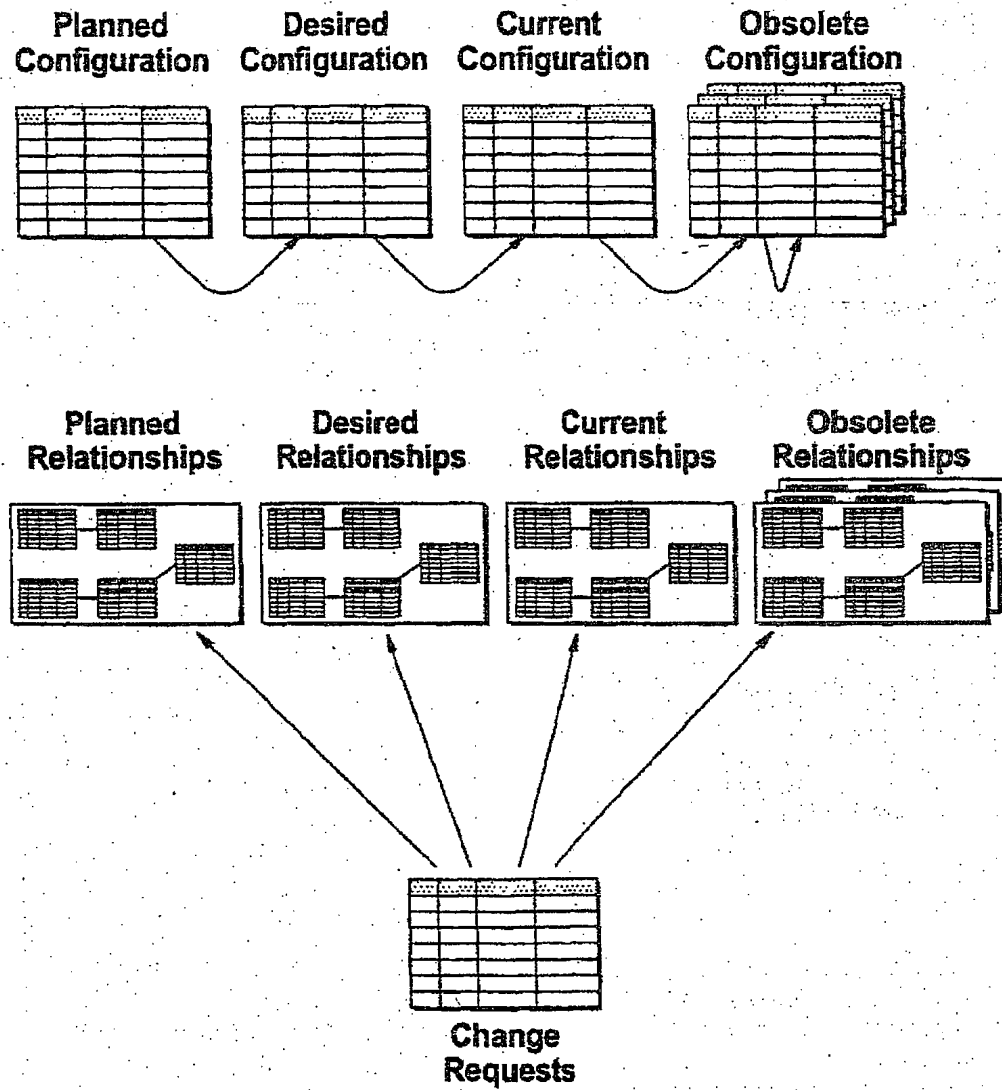 Planned
Configuration
Desired
Configuration
Current
Configuration
Obsolete
Configuration
Planned
Relationships
Desired
Relationships
Current
Relationships
Obsolete
Relationships
Change
Requests